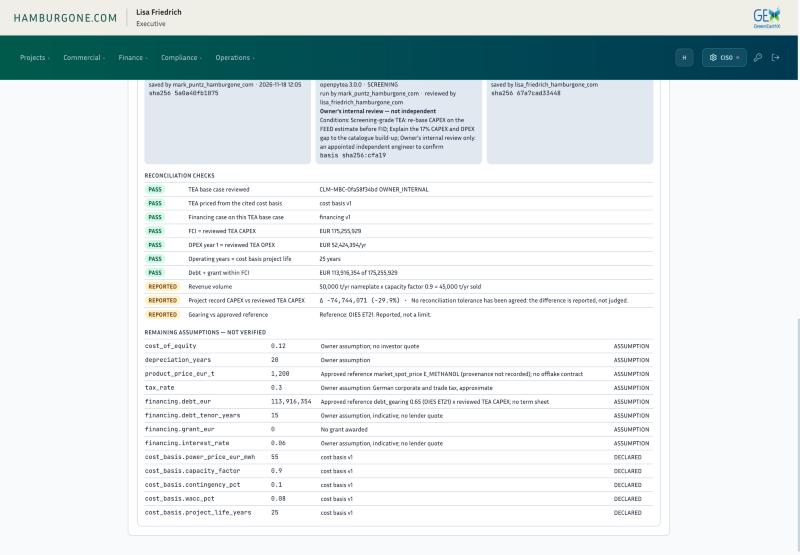 HAMBURGONE.COM
Lisa Friedrich
Executive
GEX
GreenEarthX
Projects
Commercial
Finance
Compliance
Operations
H
CISO
saved by mark_puntz_hamburgone_com · 2026-11-18 12:05
sha256 5a0a40fb1875
openpytea 3.0.0 · SCREENING
run by mark_puntz_hamburgone_com · reviewed by
lisa_friedrich_hamburgone_com
Owner's internal review — not independent
Conditions: Screening-grade TEA: re-base CAPEX on the
FEED estimate before FID; Explain the 17% CAPEX and OPEX
gap to the catalogue build-up; Owner's internal review only:
an appointed independent engineer to confirm
basis sha256:cfa19
saved by lisa_friedrich_hamburgone_com
sha256 67a7cad33448
RECONCILIATION CHECKS
PASS TEA base case reviewed CLM-MBC-0fa58f34bd OWNER_INTERNAL
PASS TEA priced from the cited cost basis cost basis v1
PASS Financing case on this TEA base case financing v1
PASS FCI = reviewed TEA CAPEX EUR 175,255,929
PASS OPEX year 1 = reviewed TEA OPEX EUR 52,424,394/yr
PASS Operating years = cost basis project life 25 years
PASS Debt + grant within FCI EUR 113,916,354 of 175,255,929
REPORTED Revenue volume 50,000 t/yr nameplate x capacity factor 0.9 = 45,000 t/yr sold
REPORTED Project record CAPEX vs reviewed TEA CAPEX Δ -74,744,071 (-29.9%) · No reconciliation tolerance has been agreed: the difference is reported, not judged.
REPORTED Gearing vs approved reference Reference: OIES ET21. Reported, not a limit.
REMAINING ASSUMPTIONS — NOT VERIFIED
cost_of_equity 0.12 Owner assumption; no investor quote ASSUMPTION
depreciation_years 20 Owner assumption ASSUMPTION
product_price_eur_t 1,200 Approved reference market_spot_price E_METHANOL (provenance not recorded); no offtake contract ASSUMPTION
tax_rate 0.3 Owner assumption: German corporate and trade tax, approximate ASSUMPTION
financing.debt_eur 113,916,354 Approved reference debt_gearing 0.65 (OIES ET21) x reviewed TEA CAPEX; no term sheet ASSUMPTION
financing.debt_tenor_years 15 Owner assumption, indicative; no lender quote ASSUMPTION
financing.grant_eur 0 No grant awarded ASSUMPTION
financing.interest_rate 0.06 Owner assumption, indicative; no lender quote ASSUMPTION
cost_basis.power_price_eur_mwh 55 cost basis v1 DECLARED
cost_basis.capacity_factor 0.9 cost basis v1 DECLARED
cost_basis.contingency_pct 0.1 cost basis v1 DECLARED
cost_basis.wacc_pct 0.08 cost basis v1 DECLARED
cost_basis.project_life_years 25 cost basis v1 DECLARED